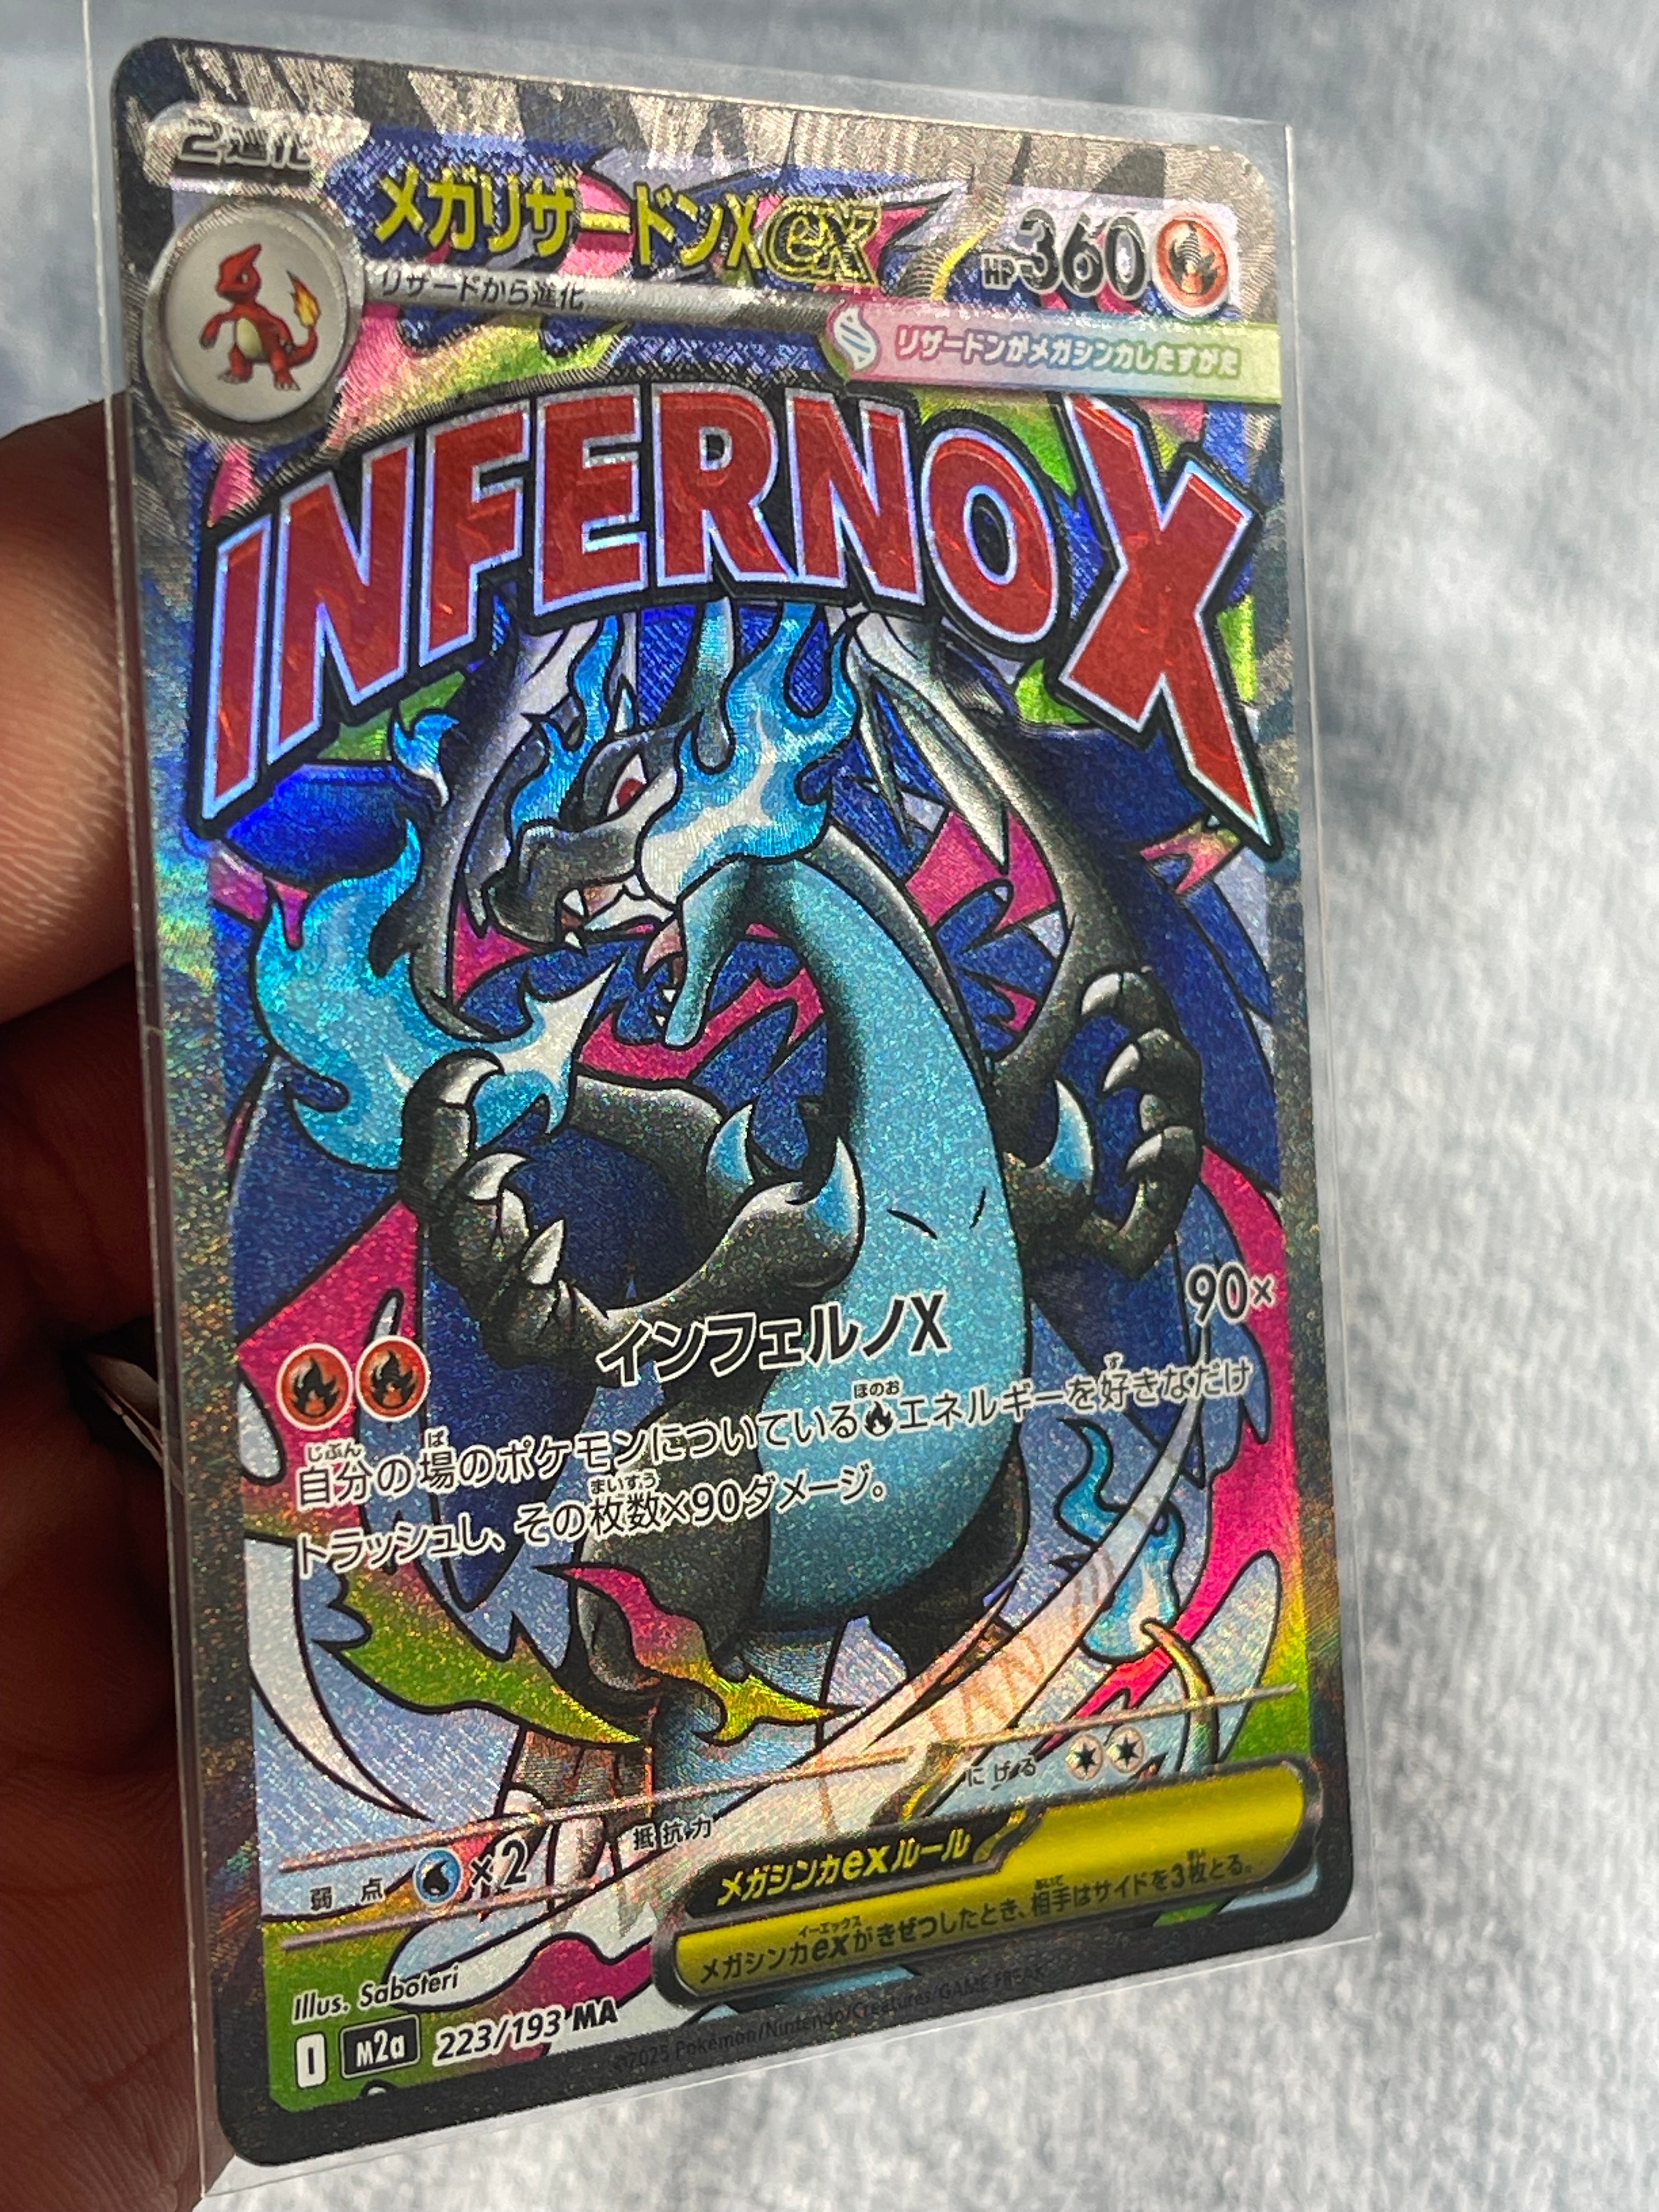 2進化
メガリザードンXex
HP360
リザードから進化
リザードンがメガシンカしたすがた
INFERNO X
インフェルノX 90×
自分の場のポケモンについているエネルギーを好きなだけ
トラッシュし、その枚数×90ダメージ。
弱点 ×2 抵抗力 にげる
メガシンカexルール
メガシンカexがきぜつしたとき、相手はサイドを3枚とる。
Illus. Saboteri
I M2a 223/193 MA
©2025 Pokémon/Nintendo/Creatures/GAME FREAK